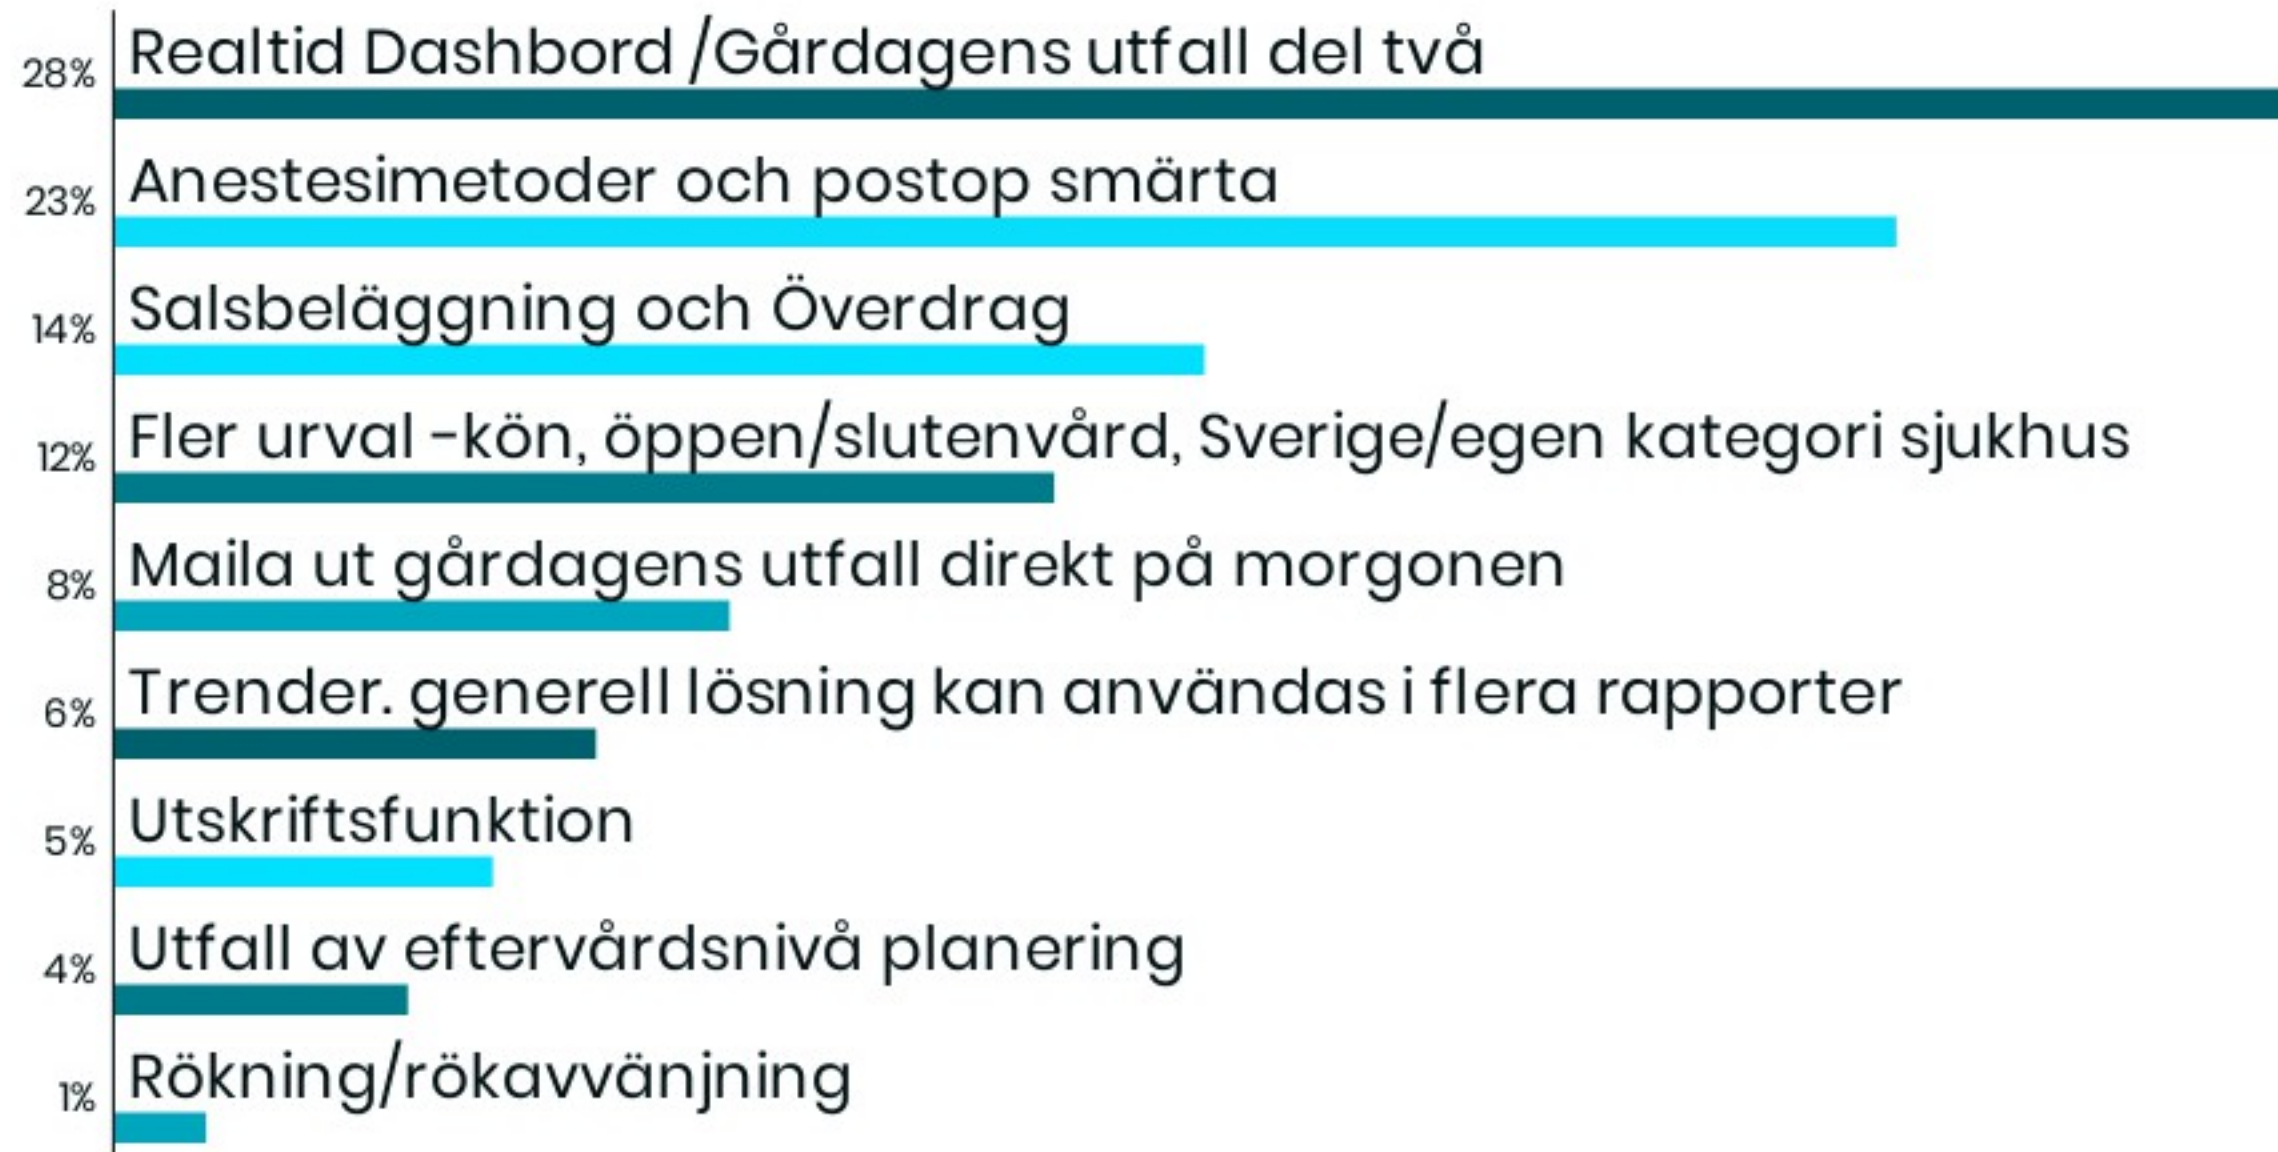 28% Realtid Dashbord /Gårdagens utfall del två
23% Anestesimetoder och postop smärta
14% Salsbeläggning och Överdrag
12% Fler urval -kön, öppen/slutenvård, Sverige/egen kategori sjukhus
8% Maila ut gårdagens utfall direkt på morgonen
6% Trender. generell lösning kan användas i flera rapporter
5% Utskriftsfunktion
4% Utfall av eftervårdsnivå planering
1% Rökning/rökavvänjning